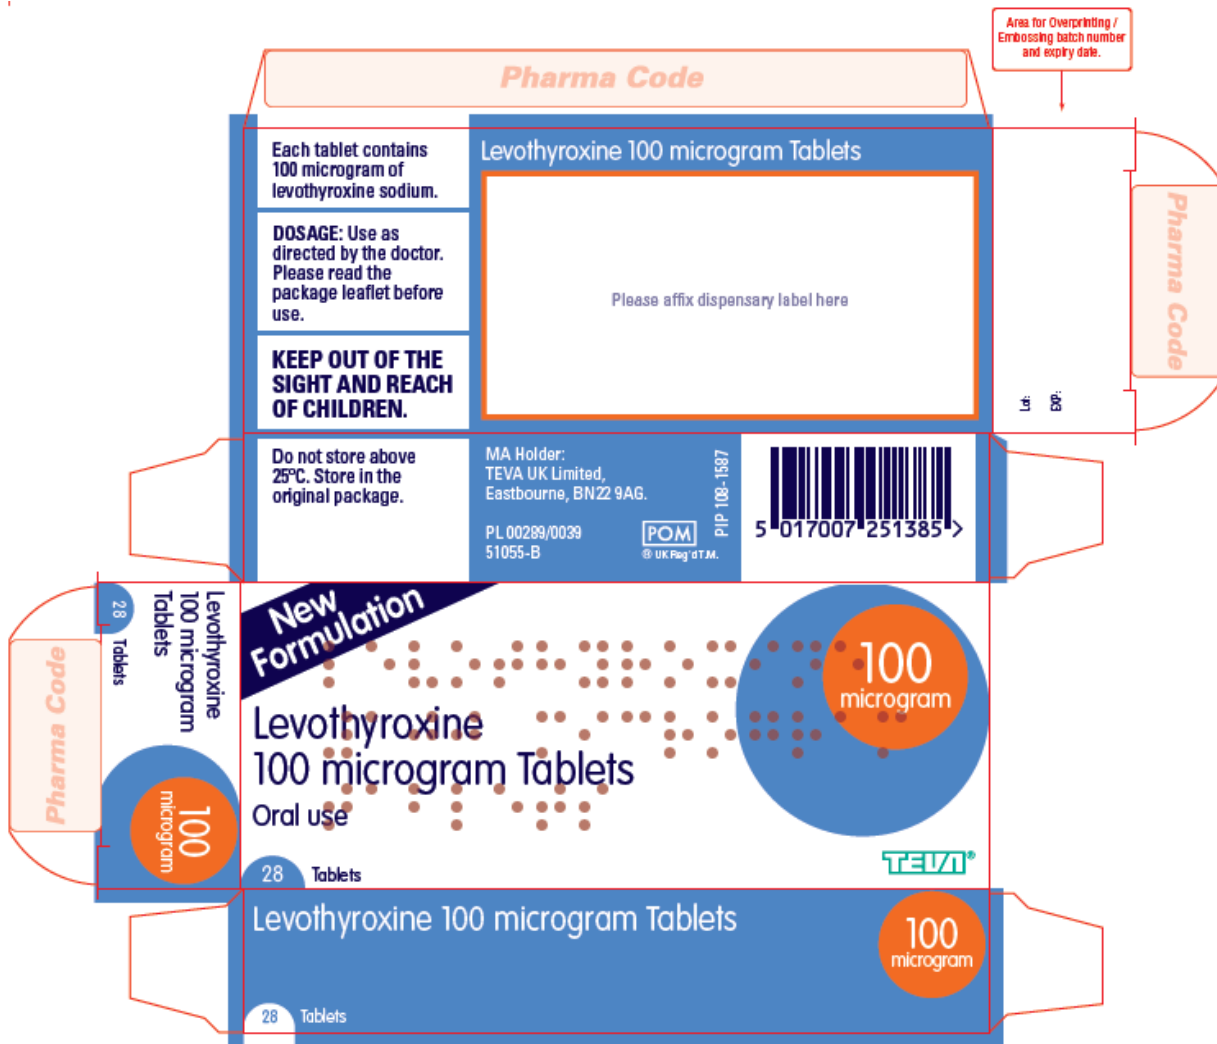 Area for Overprinting /
Embossing batch number
and expiry date.
Pharma Code
Each tablet contains
100 microgram of
levothyroxine sodium.
DOSAGE: Use as
directed by the doctor.
Please read the
package leaflet before
use.
KEEP OUT OF THE
SIGHT AND REACH
OF CHILDREN.
Levothyroxine 100 microgram Tablets
Please affix dispensary label here
Lot:
EXP:
Pharma Code
Do not store above
25°C. Store in the
original package.
MA Holder:
TEVA UK Limited,
Eastbourne, BN22 9AG.
PL 00289/0039
51055-B
POM
® UK Reg'd T.M.
PIP 108-1587
5 017007 251385 >
Pharma Code
28
Tablets
Levothyroxine
100 microgram
Tablets
100
microgram
New
Formulation
Levothyroxine
100 microgram Tablets
Oral use
28 Tablets
100
microgram
TEVA®
Levothyroxine 100 microgram Tablets
100
microgram
28 Tablets